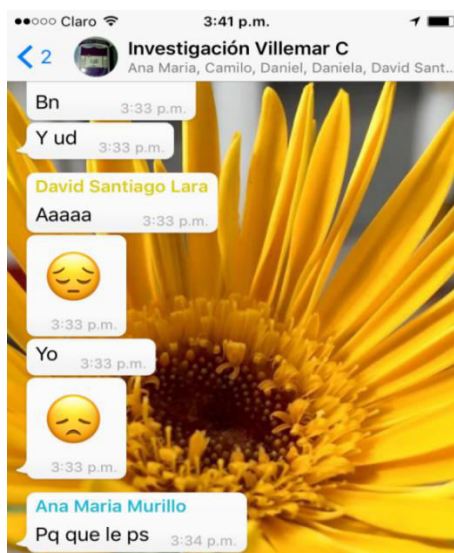 Claro 3:41 p.m.
2 Investigación Villemar C
Ana Maria, Camilo, Daniel, Daniela, David Sant...
Bn 3:33 p.m.
Y ud 3:33 p.m.
David Santiago Lara
Aaaaa 3:33 p.m.
3:33 p.m.
Yo 3:33 p.m.
3:33 p.m.
Ana Maria Murillo
Pq que le ps 3:34 p.m.